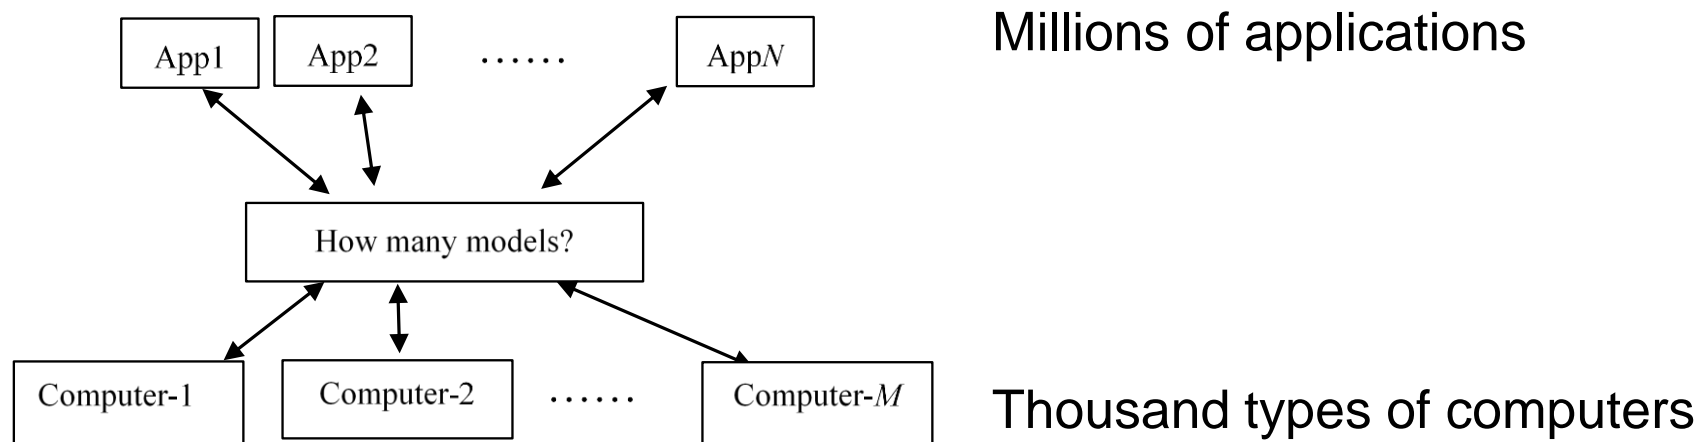 App1 App2 ...... AppN Millions of applications
How many models?
Computer-1 Computer-2 ...... Computer-M Thousand types of computers